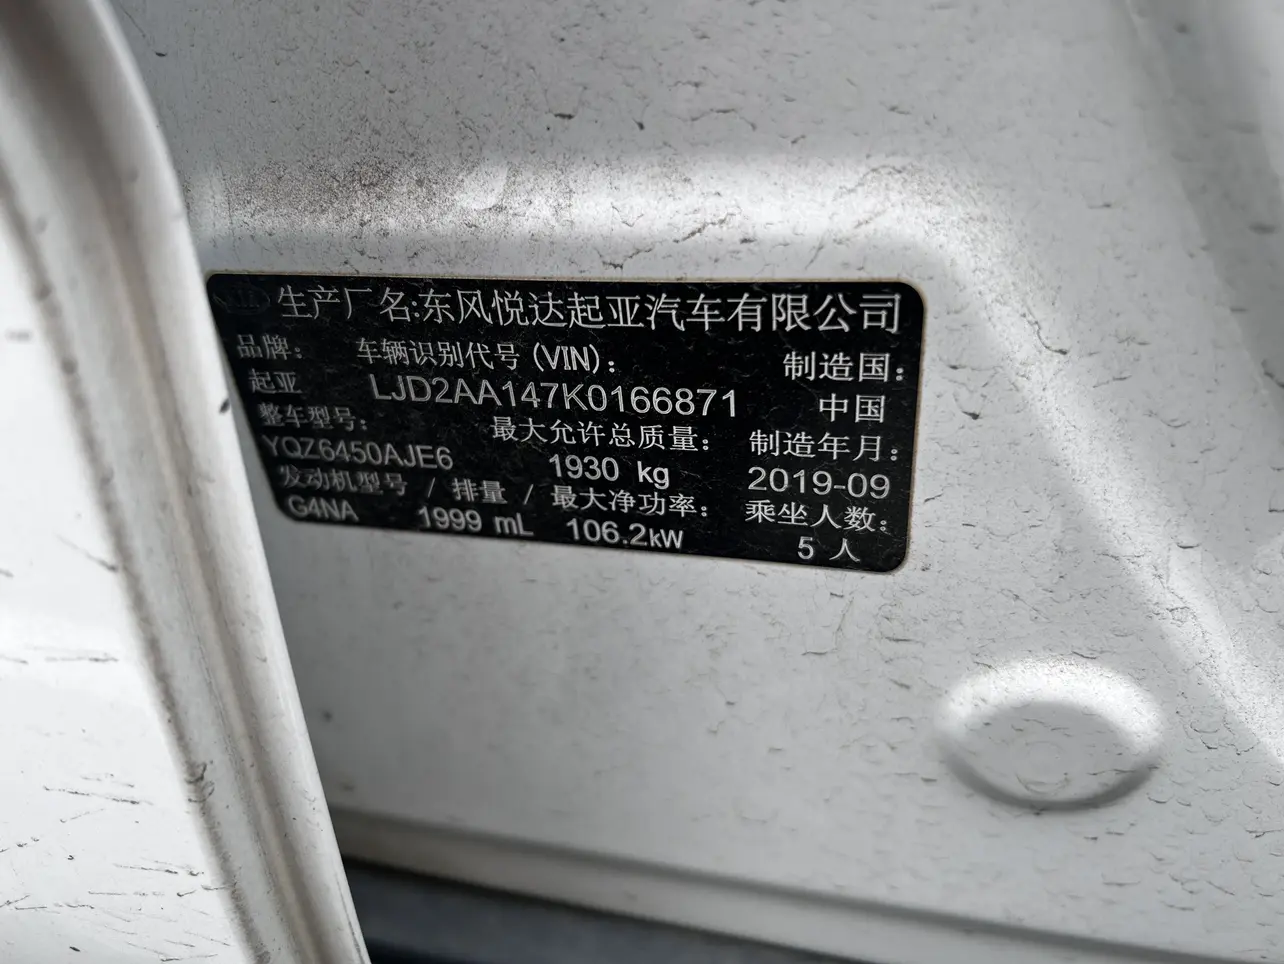 生产厂名:东风悦达起亚汽车有限公司
品牌: 车辆识别代号(VIN): 制造国:
起亚 LJD2AA147K0166871 中国
整车型号: 最大允许总质量: 制造年月:
YQZ6450AJE6 1930 kg 2019-09
发动机型号 / 排量 / 最大净功率: 乘坐人数:
G4NA 1999 mL 106.2kW 5 人